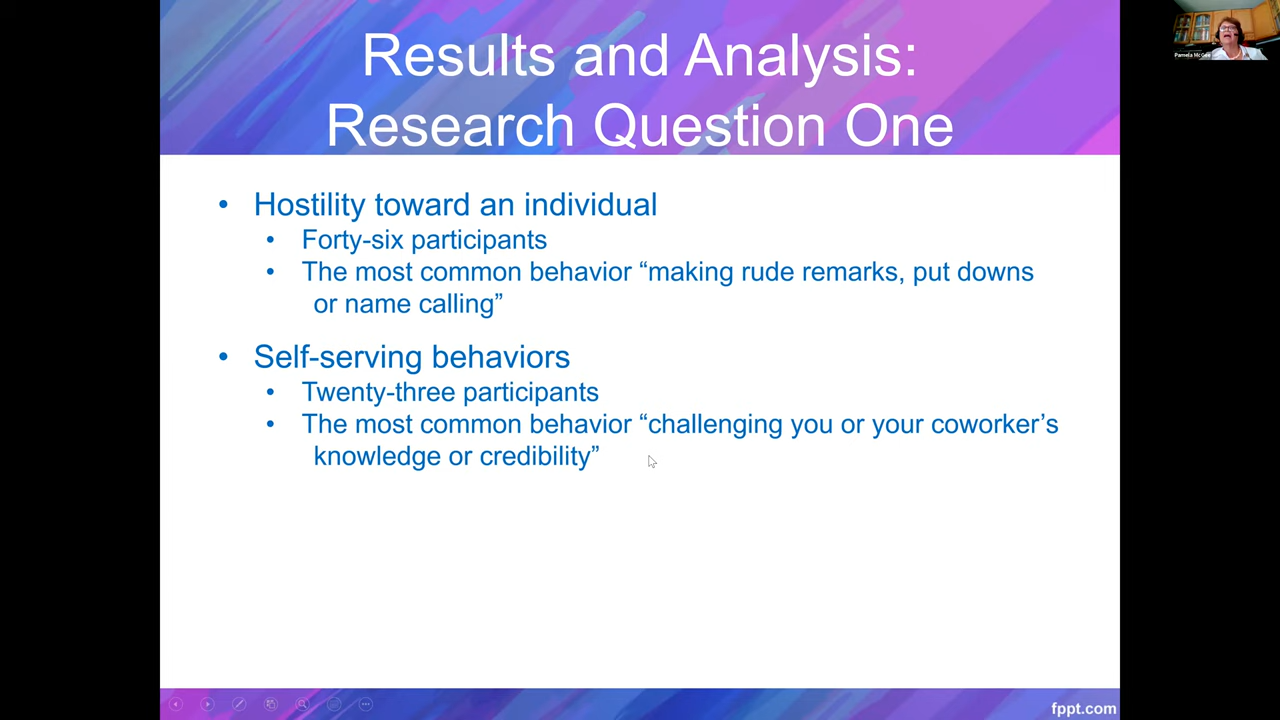 Results and Analysis:
Research Question One
• Hostility toward an individual
• Forty-six participants
• The most common behavior “making rude remarks, put downs
or name calling”
• Self-serving behaviors
• Twenty-three participants
• The most common behavior “challenging you or your coworker’s
knowledge or credibility”
fppt.com
Pamela